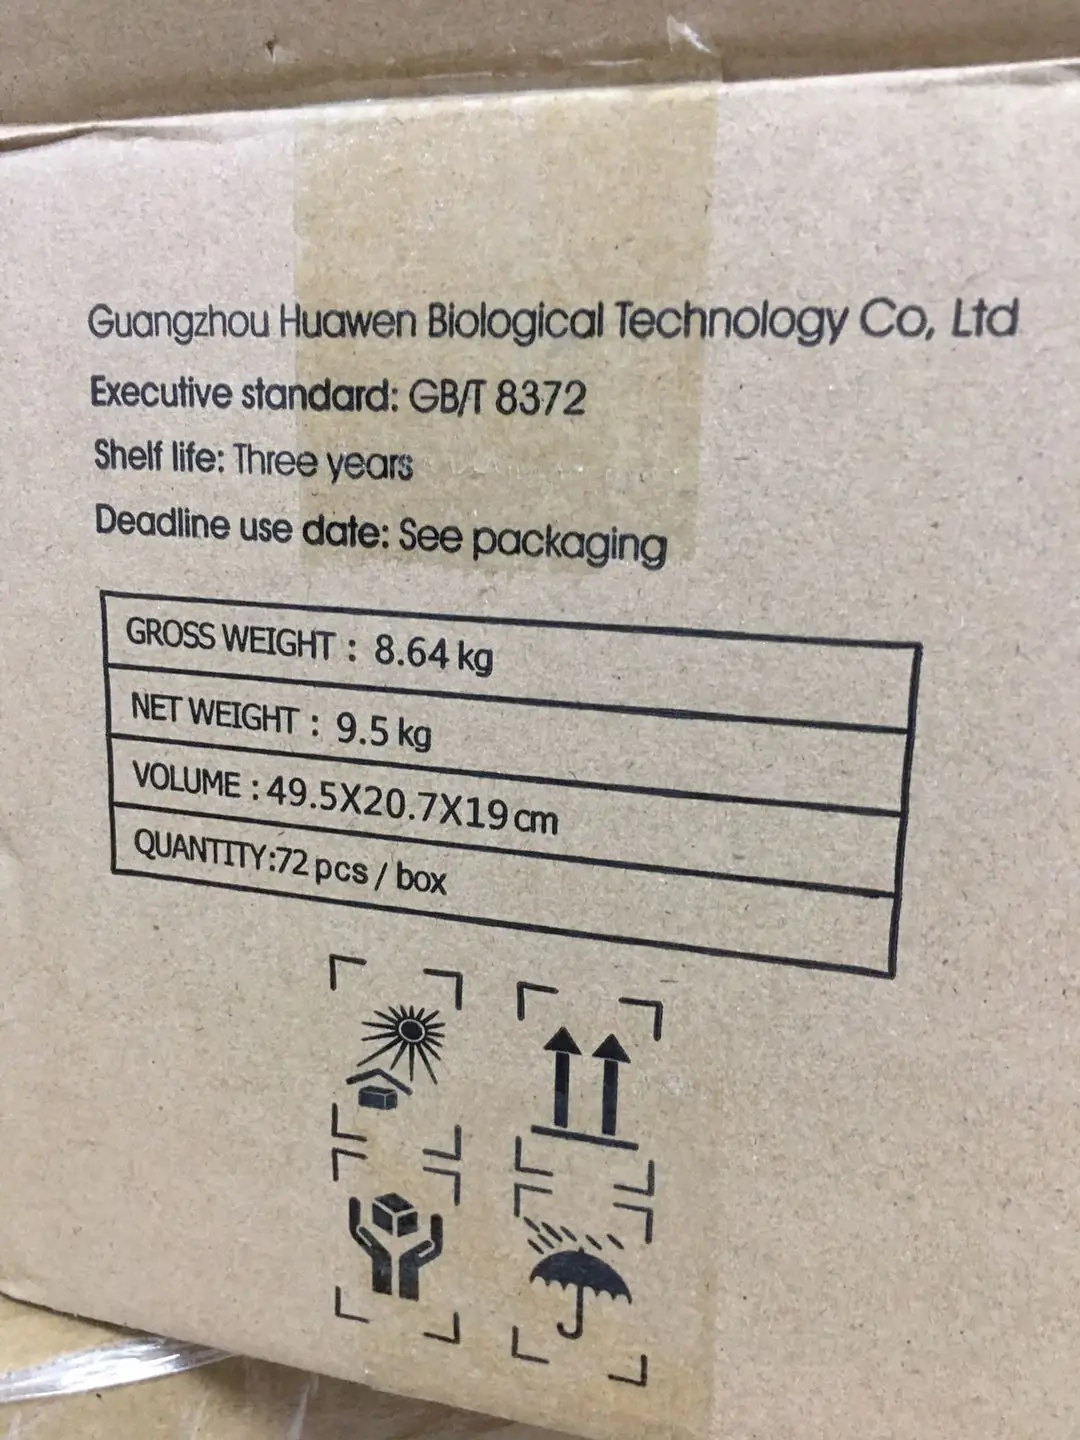 Guangzhou Huawen Biological Technology Co, Ltd
Executive standard: GB/T 8372
Shelf life: Three years
Deadline use date: See packaging
GROSS WEIGHT : 8.64 kg
NET WEIGHT : 9.5 kg
VOLUME : 49.5X20.7X19 cm
QUANTITY:72 pcs / box